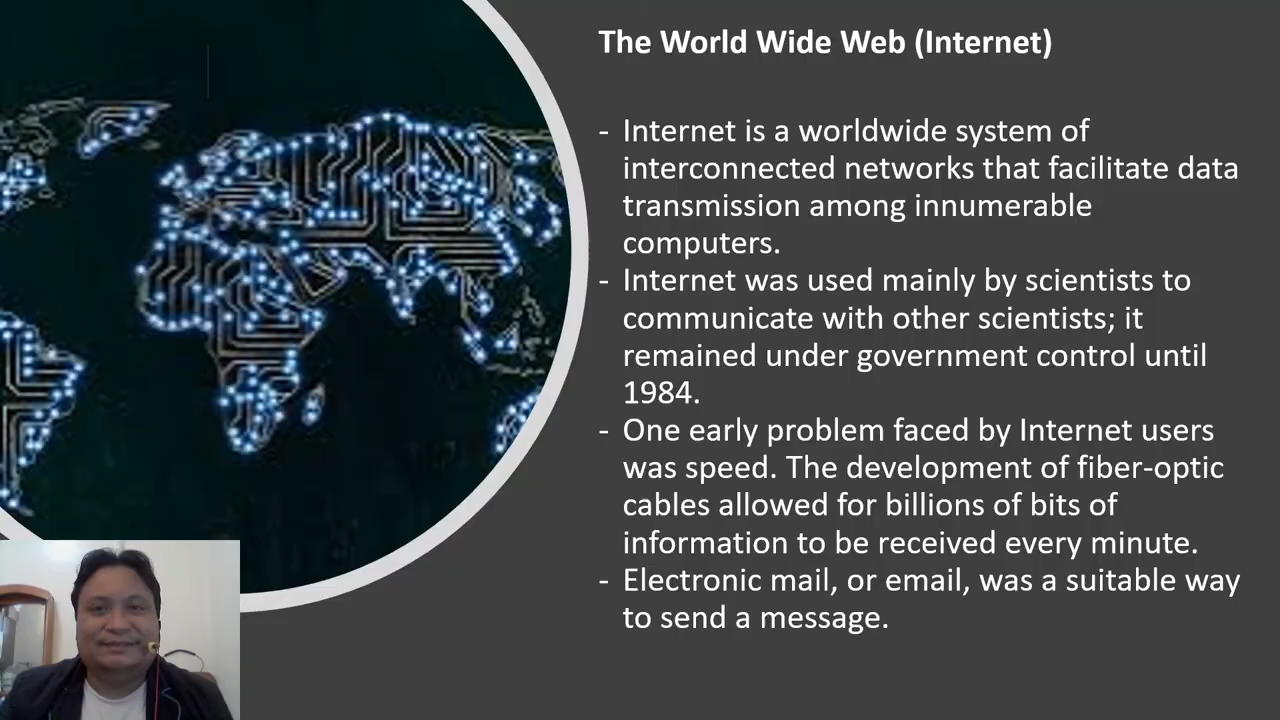 The World Wide Web (Internet)
- Internet is a worldwide system of
interconnected networks that facilitate data
transmission among innumerable
computers.
- Internet was used mainly by scientists to
communicate with other scientists; it
remained under government control until
1984.
- One early problem faced by Internet users
was speed. The development of fiber-optic
cables allowed for billions of bits of
information to be received every minute.
- Electronic mail, or email, was a suitable way
to send a message.